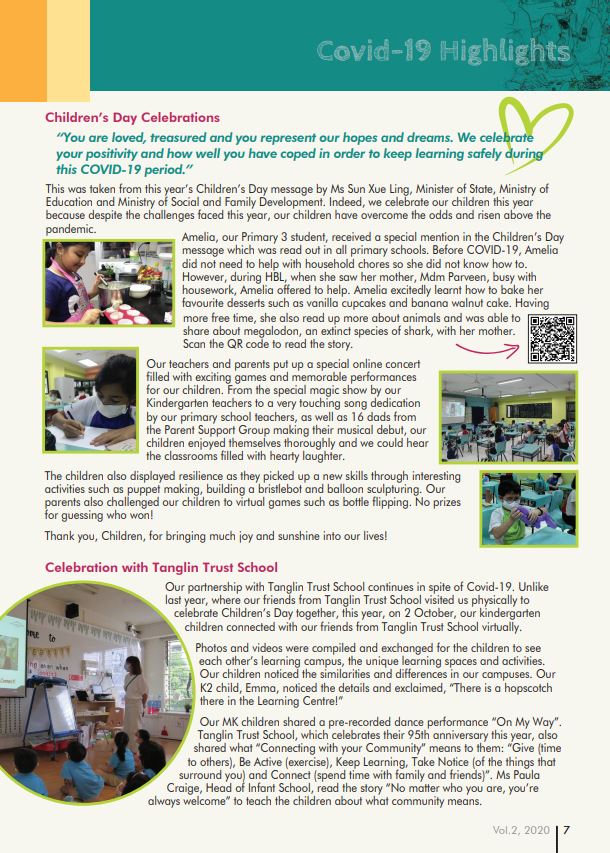 Covid-19 Highlights
Children's Day Celebrations
"You are loved, treasured and you represent our hopes and dreams. We celebrate
your positivity and how well you have coped in order to keep learning safely during
this COVID-19 period."
This was taken from this year's Children's Day message by Ms Sun Xue Ling, Minister of State, Ministry of
Education and Ministry of Social and Family Development. Indeed, we celebrate our children this year
because despite the challenges faced this year, our children have overcome the odds and risen above the
pandemic.
Amelia, our Primary 3 student, received a special mention in the Children's Day
message which was read out in all primary schools. Before COVID-19, Amelia
did not need to help with household chores so she did not know how to.
However, during HBL, when she saw her mother, Mdm Parveen, busy with
housework, Amelia offered to help. Amelia excitedly learnt how to bake her
favourite desserts such as vanilla cupcakes and banana walnut cake. Having
more free time, she also read up more about animals and was able to
share about megalodon, an extinct species of shark, with her mother.
Scan the QR code to read the story.
Our teachers and parents put up a special online concert
filled with exciting games and memorable performances
for our children. From the special magic show by our
Kindergarten teachers to a very touching song dedication
by our primary school teachers, as well as 16 dads from
the Parent Support Group making their musical debut, our
children enjoyed themselves thoroughly and we could hear
the classrooms filled with hearty laughter.
The children also displayed resilience as they picked up a new skills through interesting
activities such as puppet making, building a bristlebot and balloon sculpturing. Our
parents also challenged our children to virtual games such as bottle flipping. No prizes
for guessing who won!
Thank you, Children, for bringing much joy and sunshine into our lives!
Celebration with Tanglin Trust School
Our partnership with Tanglin Trust School continues in spite of Covid-19. Unlike
last year, where our friends from Tanglin Trust School visited us physically to
celebrate Children's Day together, this year, on 2 October, our kindergarten
children connected with our friends from Tanglin Trust School virtually.
Photos and videos were compiled and exchanged for the children to see
each other's learning campus, the unique learning spaces and activities.
Our children noticed the similarities and differences in our campuses. Our
K2 child, Emma, noticed the details and exclaimed, "There is a hopscotch
there in the Learning Centre!"
Our MK children shared a pre-recorded dance performance "On My Way".
Tanglin Trust School, which celebrates their 95th anniversary this year, also
shared what "Connecting with your Community" means to them: "Give (time
to others), Be Active (exercise), Keep Learning, Take Notice (of the things that
surround you) and Connect (spend time with family and friends)". Ms Paula
Craige, Head of Infant School, read the story "No matter who you are, you're
always welcome" to teach the children about what community means.
Vol.2, 2020 7